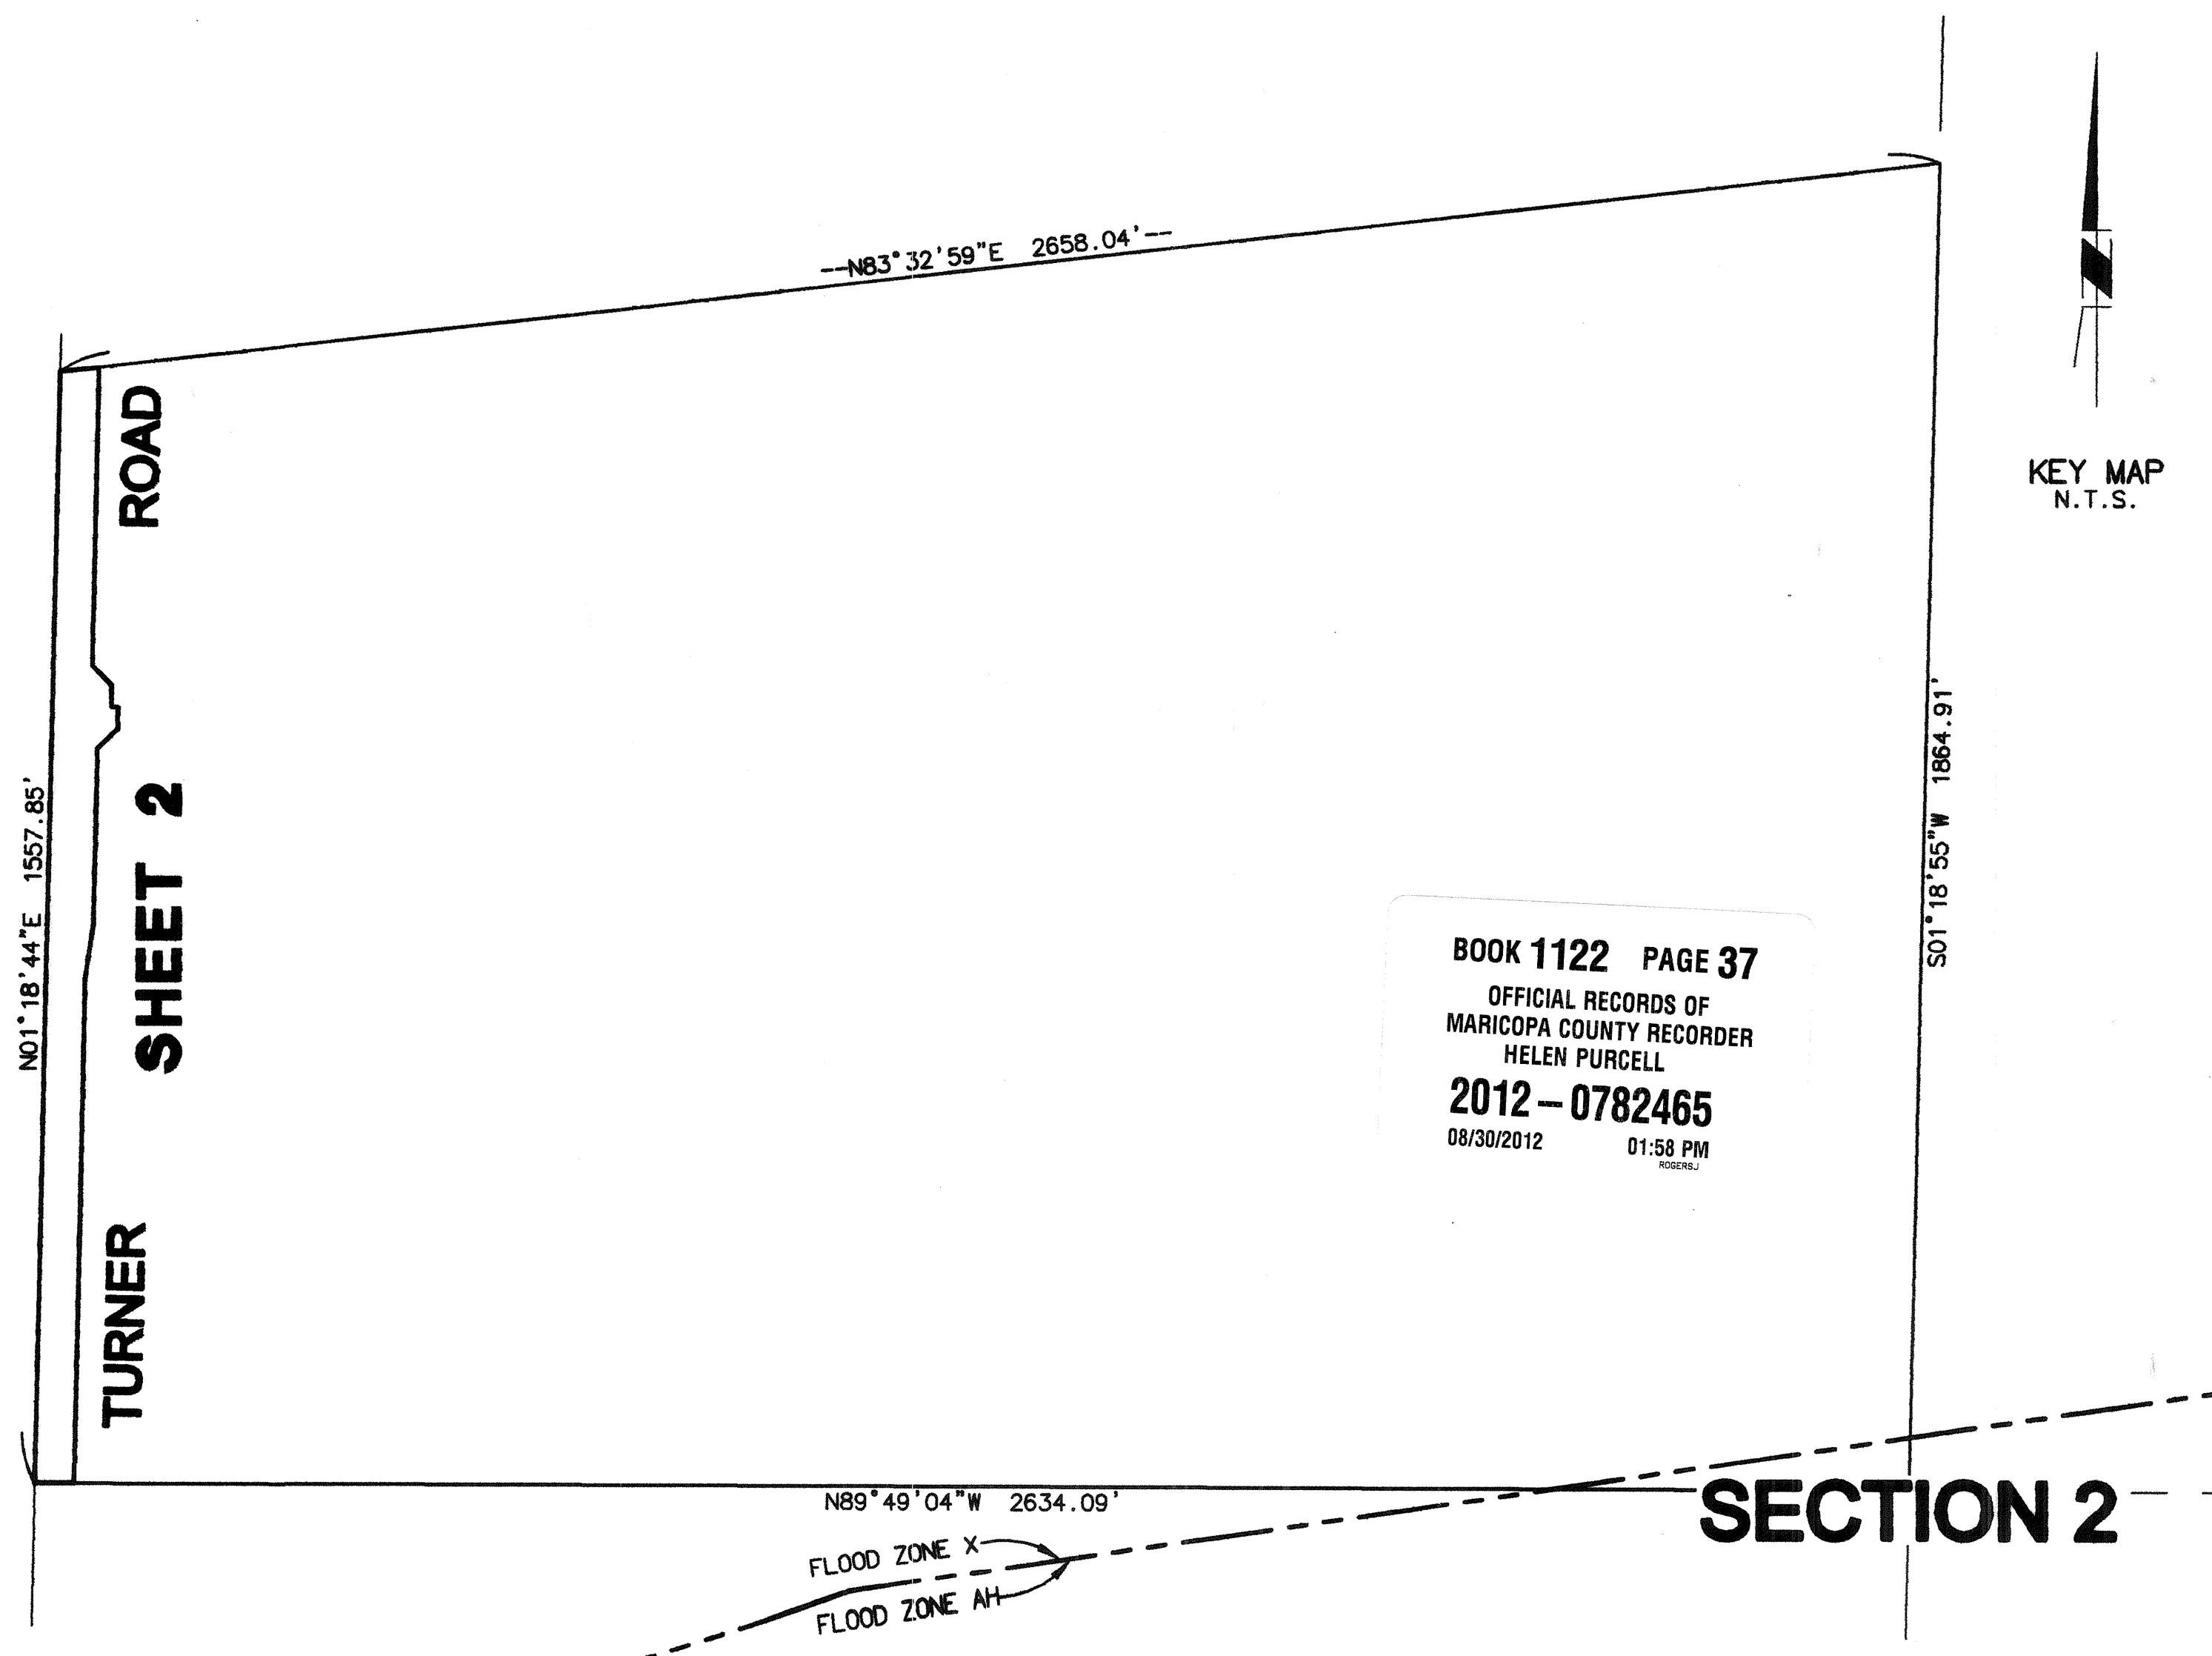 --N83°32'59"E 2658.04'--
KEY MAP
N.T.S.
ROAD
SHEET 2
TURNER
N01°18'44"E 1557.85'
S01°18'55"W 1864.91'
BOOK 1122 PAGE 37
OFFICIAL RECORDS OF
MARICOPA COUNTY RECORDER
HELEN PURCELL
2012–0782465
08/30/2012 01:58 PM
ROGERSJ
N89°49'04"W 2634.09'
SECTION 2
FLOOD ZONE X
FLOOD ZONE AH